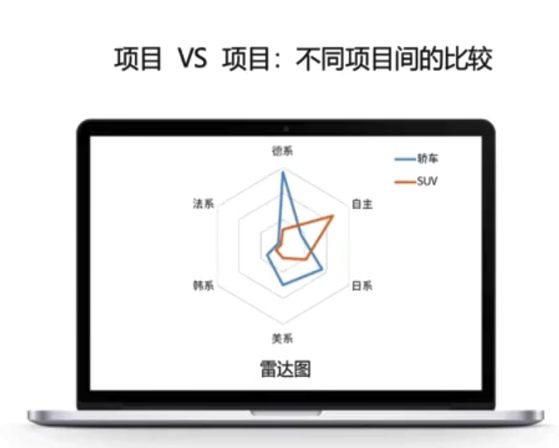 项目 VS 项目：不同项目间的比较
德系
轿车
SUV
法系
自主
韩系
日系
美系
雷达图